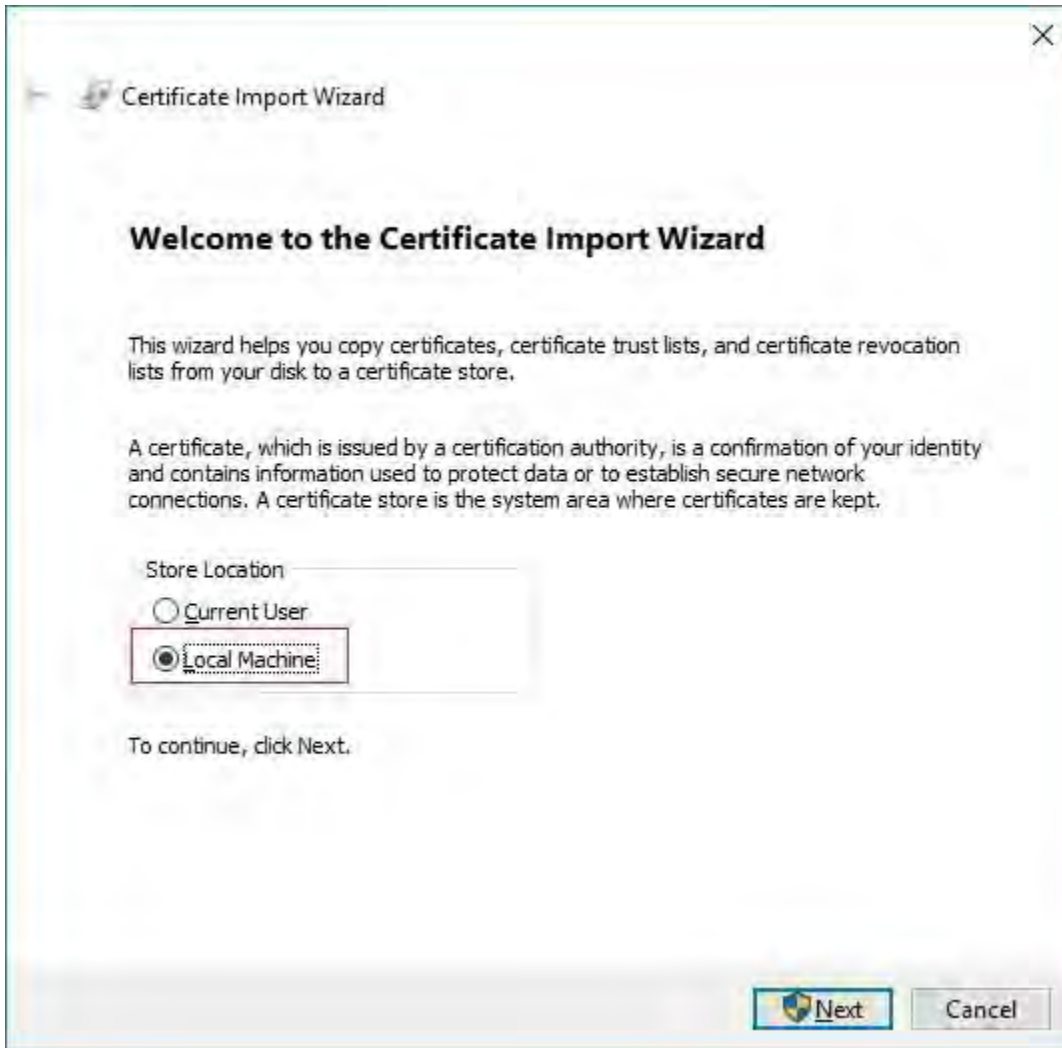 Certificate Import Wizard
Welcome to the Certificate Import Wizard
This wizard helps you copy certificates, certificate trust lists, and certificate revocation
lists from your disk to a certificate store.
A certificate, which is issued by a certification authority, is a confirmation of your identity
and contains information used to protect data or to establish secure network
connections. A certificate store is the system area where certificates are kept.
Store Location
Current User
Local Machine
To continue, click Next.
Next
Cancel